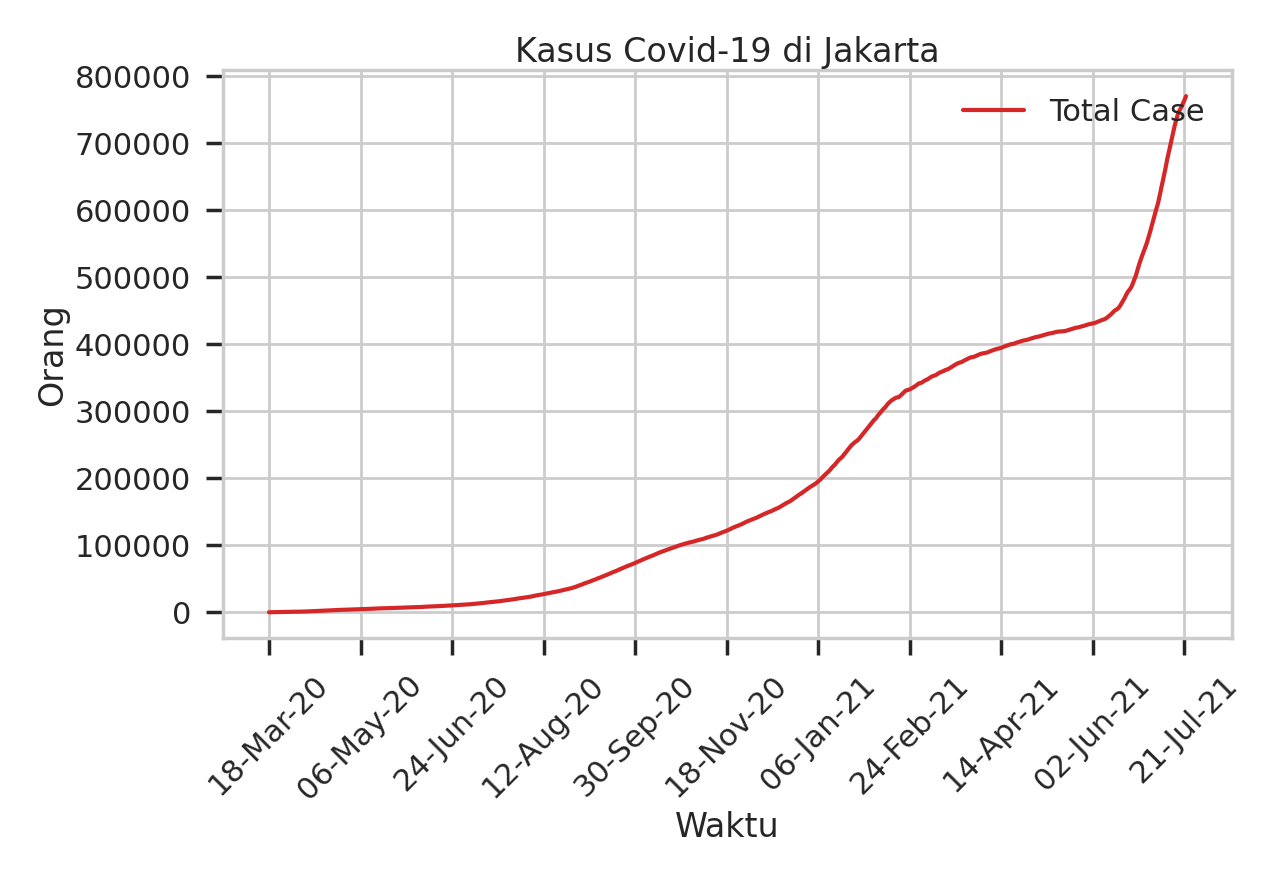 Kasus Covid-19 di Jakarta
Total Case
800000
700000
600000
500000
400000
300000
200000
100000
0
Orang
18-Mar-20
06-May-20
24-Jun-20
12-Aug-20
30-Sep-20
18-Nov-20
06-Jan-21
24-Feb-21
14-Apr-21
02-Jun-21
21-Jul-21
Waktu